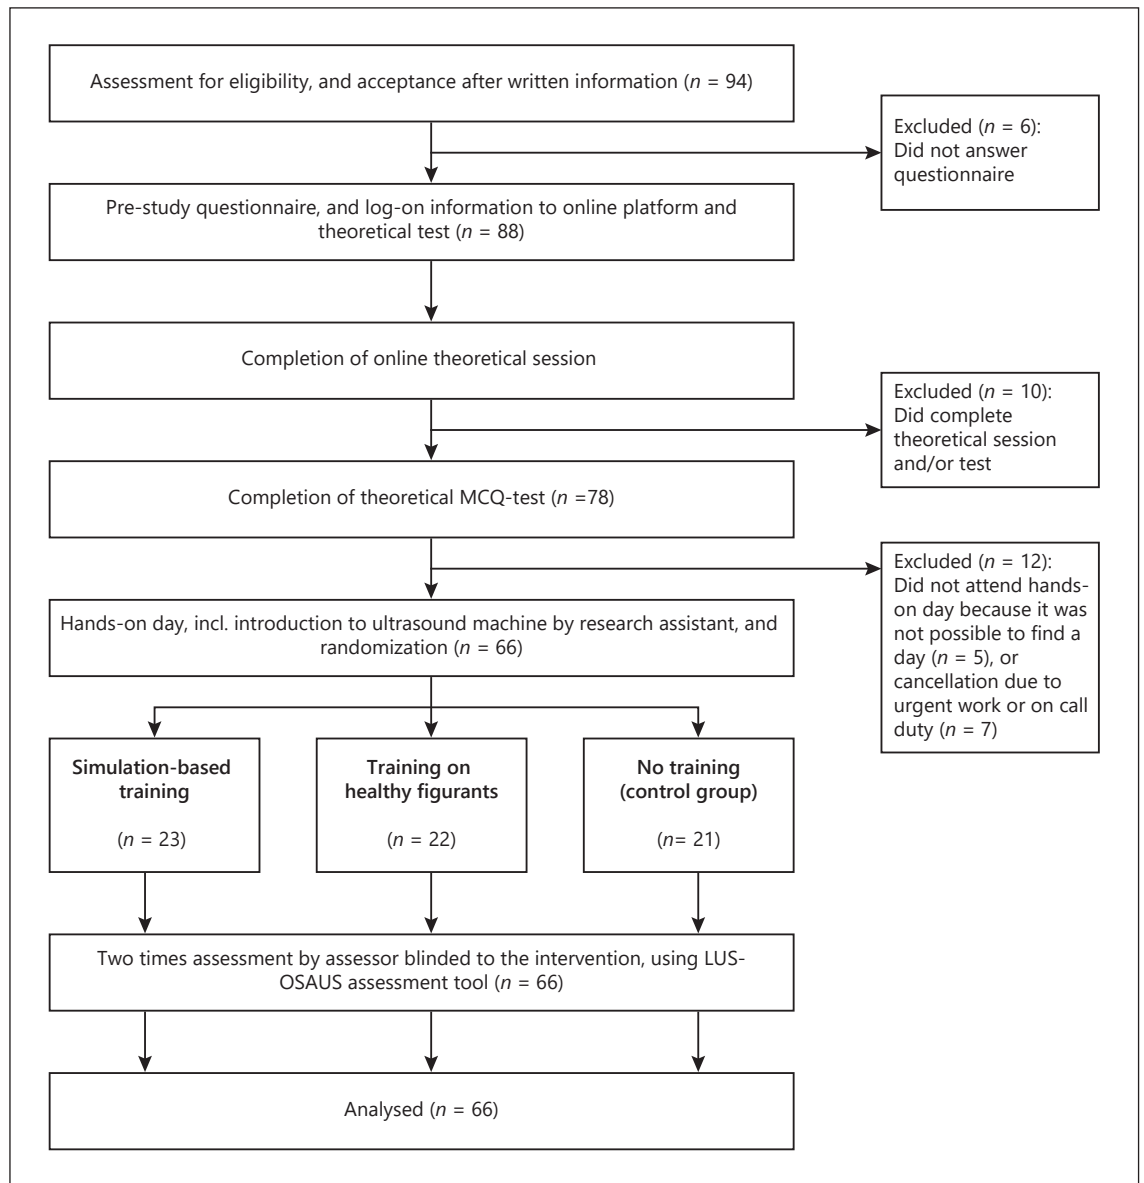 Assessment for eligibility, and acceptance after written information (n = 94)
Excluded (n = 6):
Did not answer
questionnaire
Pre-study questionnaire, and log-on information to online platform and
theoretical test (n = 88)
Completion of online theoretical session
Excluded (n = 10):
Did complete
theoretical session
and/or test
Completion of theoretical MCQ-test (n =78)
Excluded (n = 12):
Did not attend hands-
on day because it was
not possible to find a
day (n = 5), or
cancellation due to
urgent work or on call
duty (n = 7)
Hands-on day, incl. introduction to ultrasound machine by research assistant, and
randomization (n = 66)
Simulation-based
training
(n = 23)
Training on
healthy figurants
(n = 22)
No training
(control group)
(n= 21)
Two times assessment by assessor blinded to the intervention, using LUS-
OSAUS assessment tool (n = 66)
Analysed (n = 66)